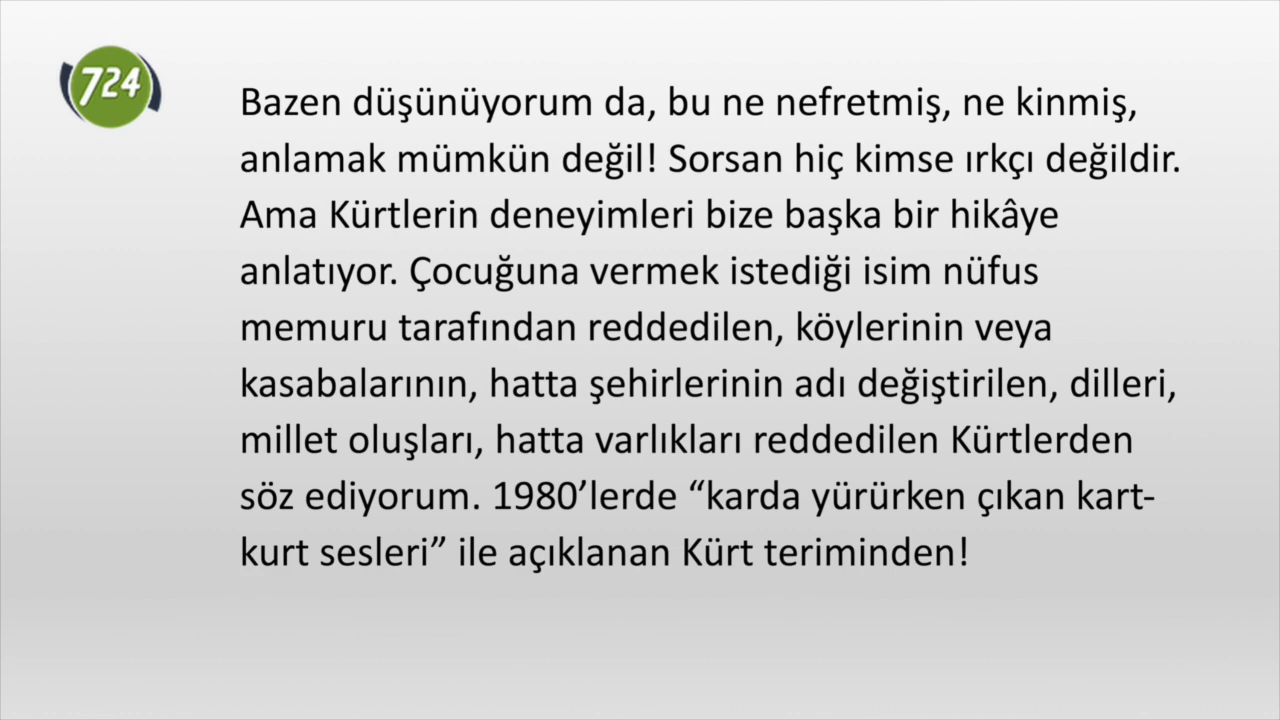 724
Bazen düşünüyorum da, bu ne nefretmiş, ne kinmiş,
anlamak mümkün değil! Sorsan hiç kimse ırkçı değildir.
Ama Kürtlerin deneyimleri bize başka bir hikâye
anlatıyor. Çocuğuna vermek istediği isim nüfus
memuru tarafından reddedilen, köylerinin veya
kasabalarının, hatta şehirlerinin adı değiştirilen, dilleri,
millet oluşları, hatta varlıkları reddedilen Kürtlerden
söz ediyorum. 1980’lerde “karda yürürken çıkan kart-
kurt sesleri” ile açıklanan Kürt teriminden!